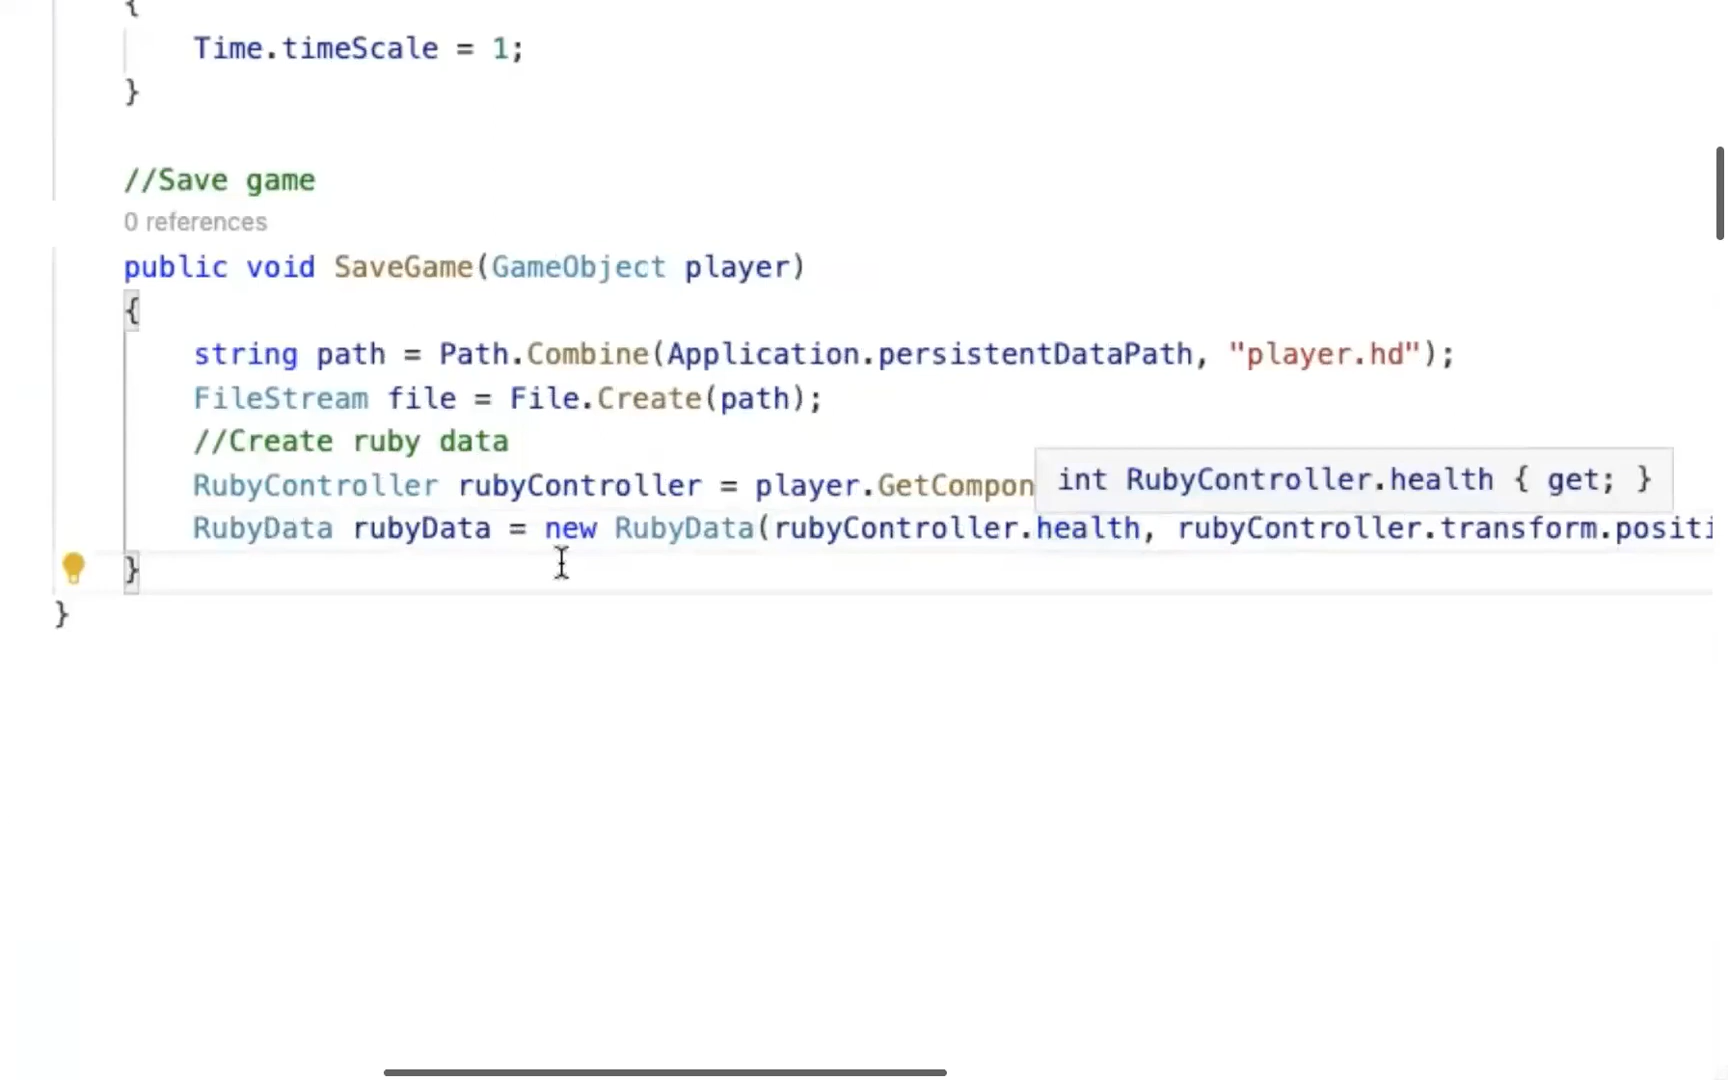 {
Time.timeScale = 1;
}
//Save game
0 references
public void SaveGame(GameObject player)
{
string path = Path.Combine(Application.persistentDataPath, "player.hd");
FileStream file = File.Create(path);
//Create ruby data
RubyController rubyController = player.GetCompon
int RubyController.health { get; }
RubyData rubyData = new RubyData(rubyController.health, rubyController.transform.positi
}
}